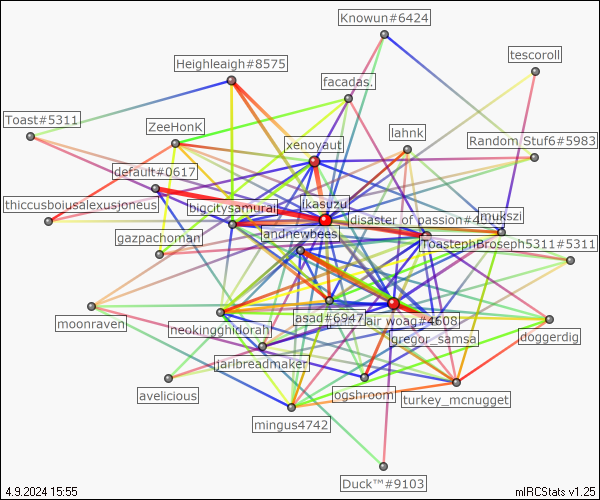 Knowun#6424
tescoroll
Heighleigh#8575
facadas.
Toast#5311
ZeeHonK
lahnk
Random Stuf6#5983
xenoyaut
default#0617
thiccusboiusalexusjoneus
bigcitysamurai
ikasuzu
disaster of passion#4
mukszi
andnewbees
gazpachoman
ToastephBroseph5311#5311
moonraven
neokingghidorah
asad#6947
air woag#4608
gregor_samsa
doggerdig
jaribreadmaker
avelicious
ogshroom
turkey_mcnugget
mingus4742
Duck™#9103
4.9.2024 15:55
mIRCStats v1.25